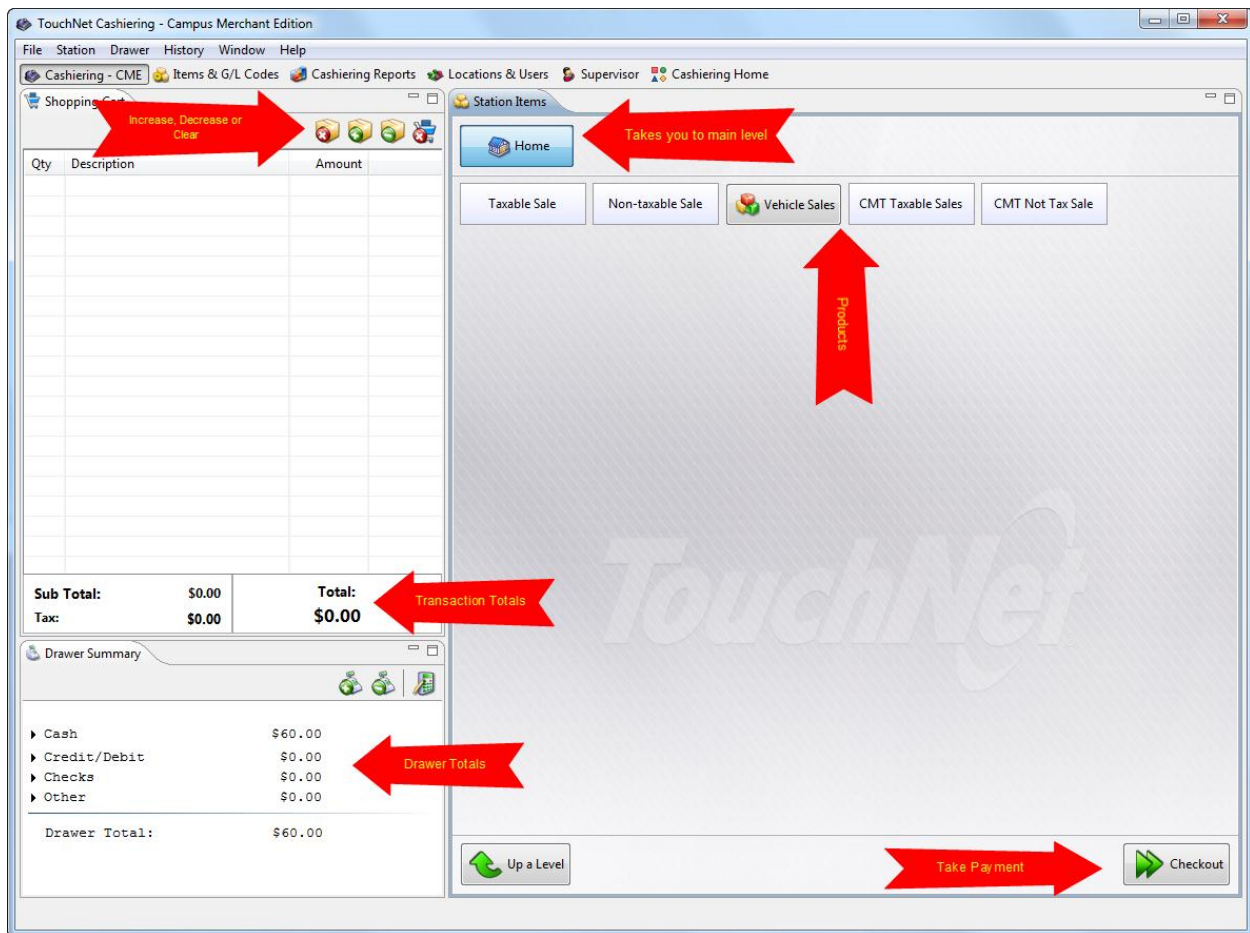 TouchNet Cashiering - Campus Merchant Edition
File Station Drawer History Window Help
Cashiering - CME Items & G/L Codes Cashiering Reports Locations & Users Supervisor Cashiering Home
Shopping Cart
Increase, Decrease or
Clear
Qty Description Amount
Sub Total: $0.00
Tax: $0.00
Total:
$0.00
Transaction Totals
Drawer Summary
Cash $60.00
Credit/Debit $0.00
Checks $0.00
Other $0.00
Drawer Total: $60.00
Drawer Totals
Station Items
Home
Takes you to main level
Taxable Sale Non-taxable Sale Vehicle Sales CMT Taxable Sales CMT Not Tax Sale
Products
TouchNet
Up a Level
Take Payment
Checkout